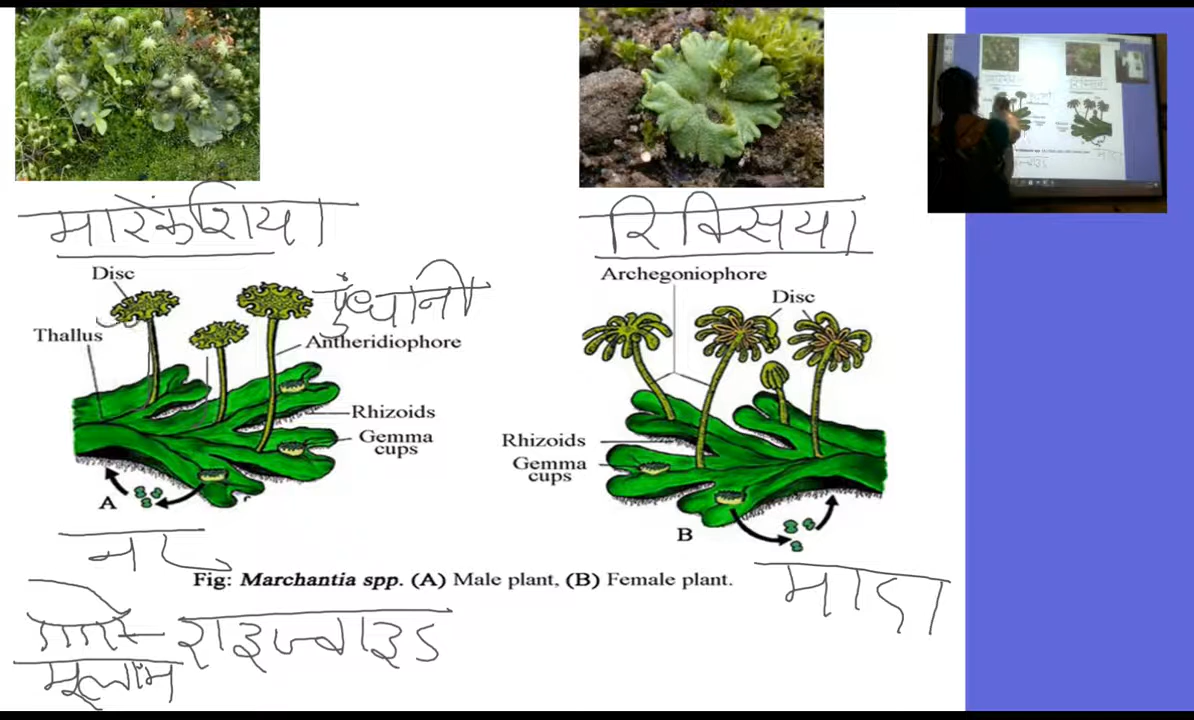 मारकेंशिया
रिक्सिया
Disc
पुंधानी
Thallus
Antheridiophore
Rhizoids
Gemma
cups
A
Archegoniophore
Disc
Rhizoids
Gemma
cups
B
नर
Fig: Marchantia spp. (A) Male plant, (B) Female plant.
मादा
राइज्वाइड
मूलांग